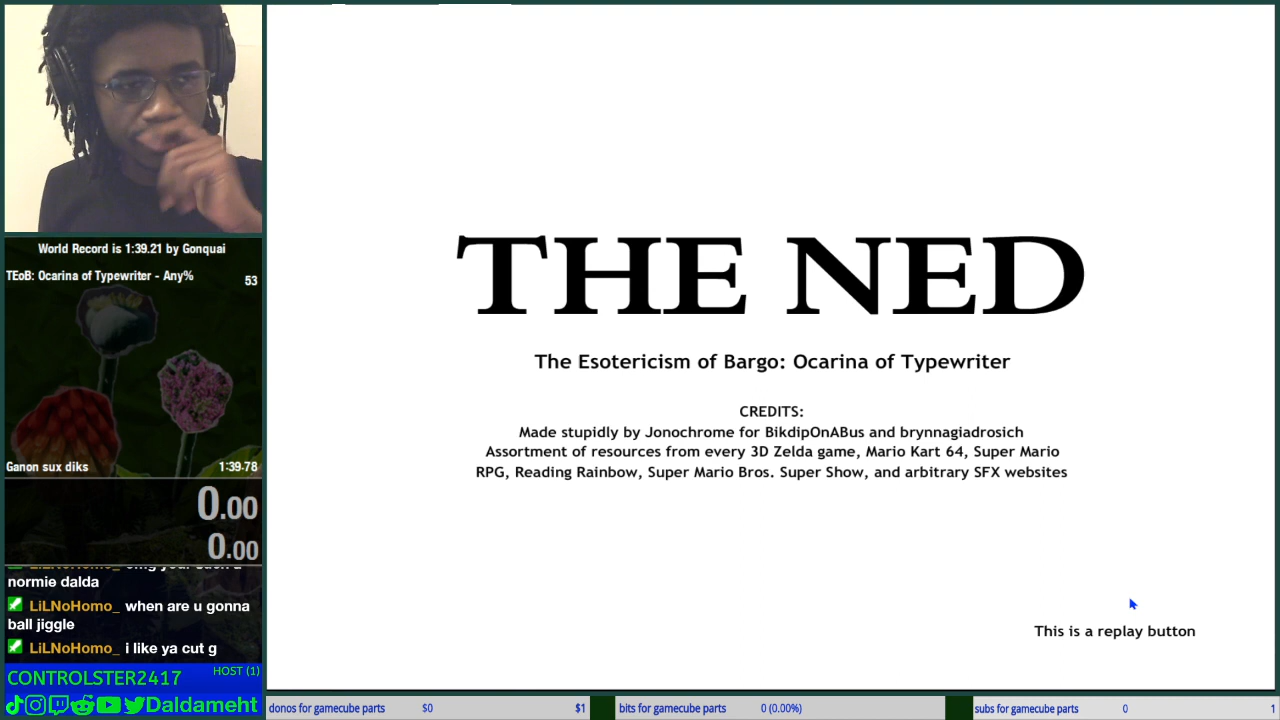 World Record is 1:39.21 by Gonquai
TEoB: Ocarina of Typewriter - Any%
53
Ganon sux diks
1:39.78
0.00
0.00
normie dalda
LiLNoHomo_ when are u gonna
ball jiggle
LiLNoHomo_ i like ya cut g
CONTROLSTER2417
HOST (1)
Daldameht
THE NED
The Esotericism of Bargo: Ocarina of Typewriter
CREDITS:
Made stupidly by Jonochrome for BikdipOnABus and brynnagiadrosich
Assortment of resources from every 3D Zelda game, Mario Kart 64, Super Mario
RPG, Reading Rainbow, Super Mario Bros. Super Show, and arbitrary SFX websites
This is a replay button
donos for gamecube parts $0 $1
bits for gamecube parts 0 (0.00%)
subs for gamecube parts 0 1